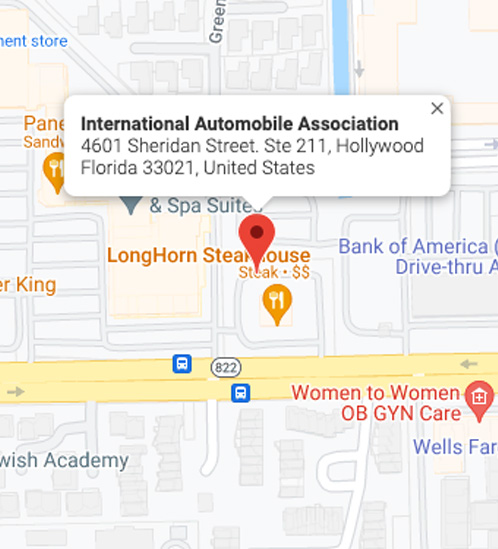 Green
ment store
International Automobile Association
4601 Sheridan Street. Ste 211, Hollywood
Florida 33021, United States
Pane
Sandw
& Spa Suites
LongHorn Steakhouse
Steak • $$
Bank of America (
Drive-thru A
er King
822
Women to Women
OB GYN Care
wish Academy
Wells Far